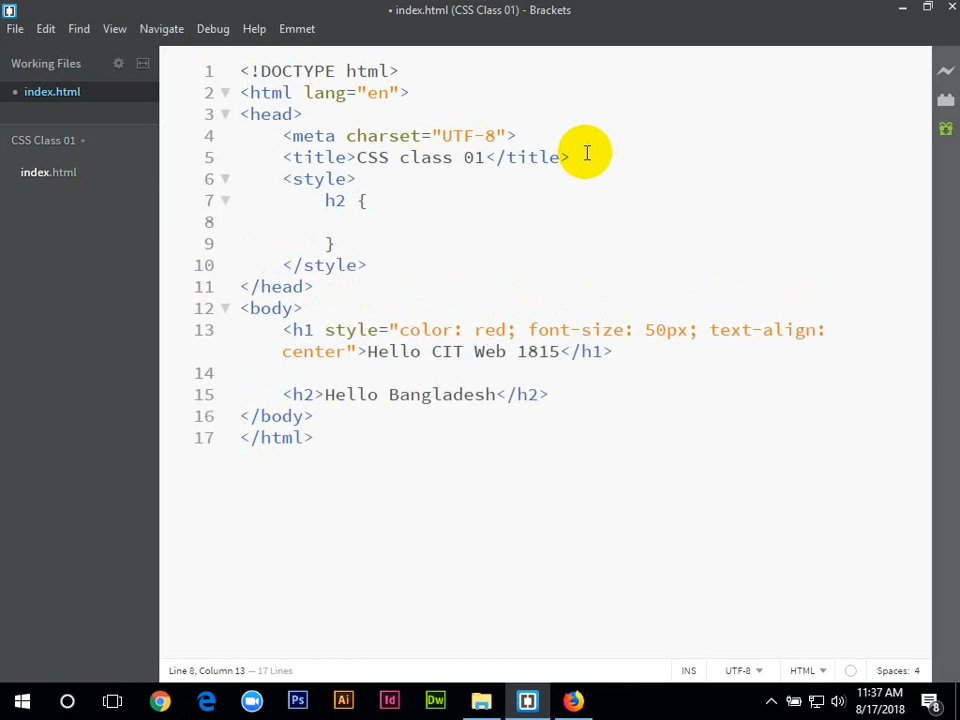 • index.html (CSS Class 01) - Brackets
File Edit Find View Navigate Debug Help Emmet
Working Files
• index.html
CSS Class 01
index.html
1 <!DOCTYPE html>
2 <html lang="en">
3 <head>
4 <meta charset="UTF-8">
5 <title>CSS class 01</title>
6 <style>
7 h2 {
8
9 }
10 </style>
11 </head>
12 <body>
13 <h1 style="color: red; font-size: 50px; text-align:
center">Hello CIT Web 1815</h1>
14
15 <h2>Hello Bangladesh</h2>
16 </body>
17 </html>
Line 8, Column 13 — 17 Lines INS UTF-8 HTML Spaces: 4
Ps Ai Id Dw
11:37 AM
8/17/2018
8